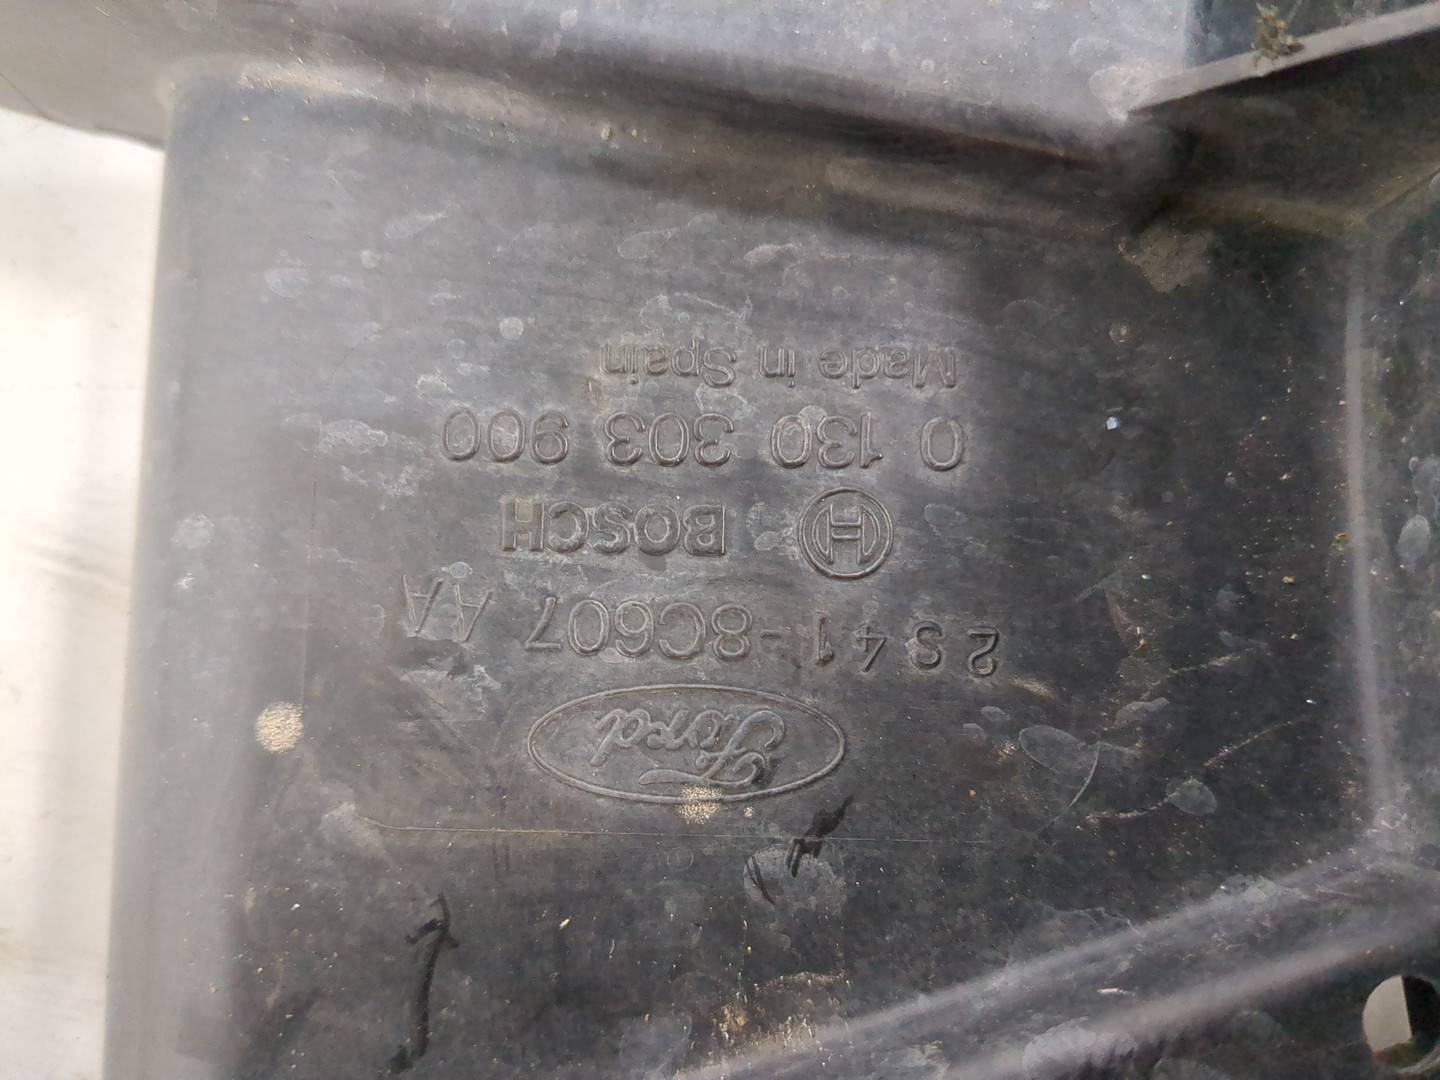 Ford
2S41-8C607 AA
BOSCH
0 130 303 900
Made in Spain